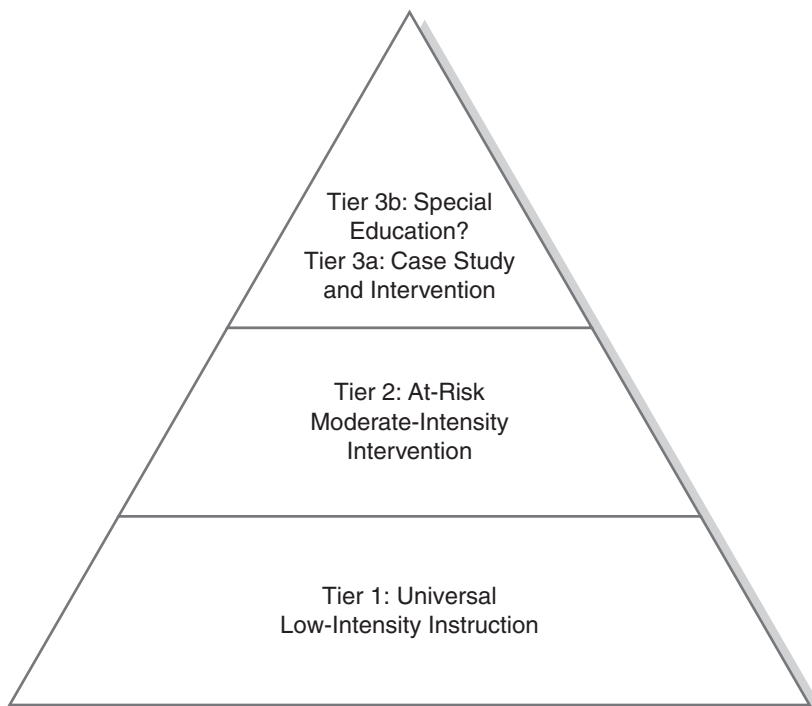 Tier 3b: Special
Education?
Tier 3a: Case Study
and Intervention
Tier 2: At-Risk
Moderate-Intensity
Intervention
Tier 1: Universal
Low-Intensity Instruction